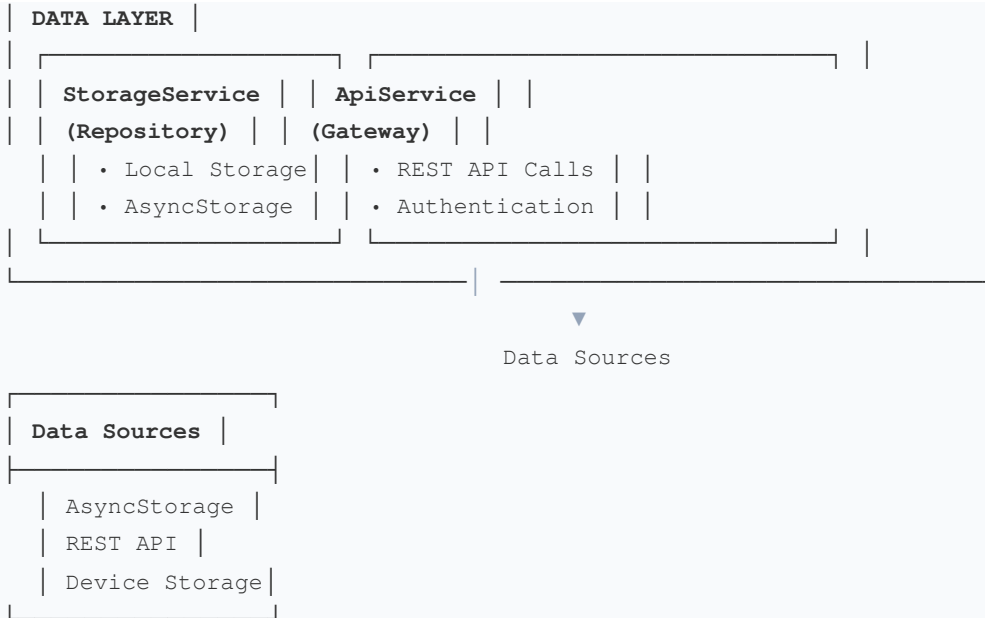 │ DATA LAYER │
│ ┌──────────────────┐ ┌────────────────────────────┐ │
│ │ StorageService │ │ ApiService │ │
│ │ (Repository) │ │ (Gateway) │ │
│ │ • Local Storage│ │ • REST API Calls │ │
│ │ • AsyncStorage │ │ • Authentication │ │
│ └──────────────────┘ └────────────────────────────┘ │
└────────────────────────────│ ──────────────────────────────
▼
Data Sources
┌────────────────┐
│ Data Sources │
├────────────────┤
│ AsyncStorage │
│ REST API │
│ Device Storage│
└────────────────┘